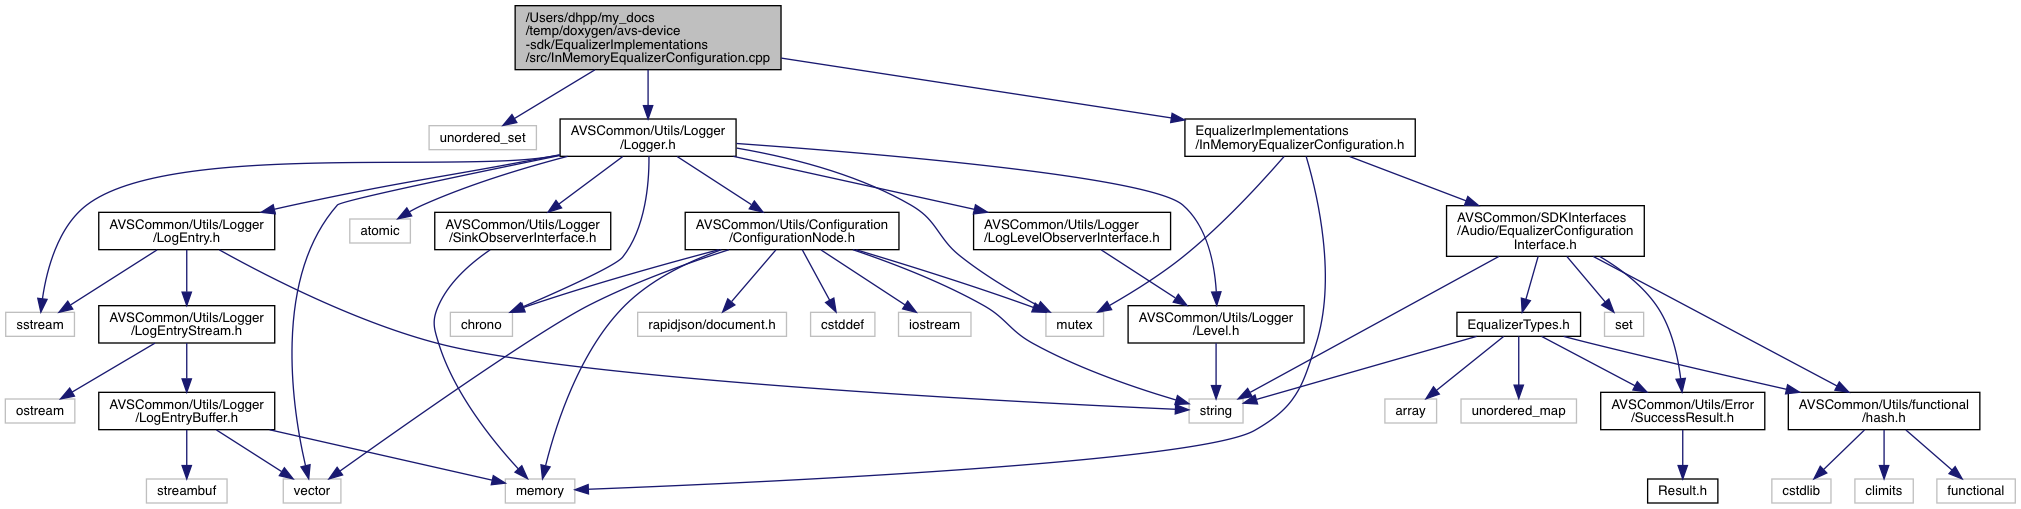 /Users/dhpp/my_docs
/temp/doxygen/avs-device
-sdk/EqualizerImplementations
/src/InMemoryEqualizerConfiguration.cpp
unordered_set
AVSCommon/Utils/Logger
/Logger.h
EqualizerImplementations
/InMemoryEqualizerConfiguration.h
AVSCommon/Utils/Logger
/LogEntry.h
atomic
AVSCommon/Utils/Logger
/SinkObserverInterface.h
AVSCommon/Utils/Configuration
/ConfigurationNode.h
AVSCommon/Utils/Logger
/LogLevelObserverInterface.h
AVSCommon/SDKInterfaces
/Audio/EqualizerConfiguration
Interface.h
sstream
AVSCommon/Utils/Logger
/LogEntryStream.h
chrono
rapidjson/document.h
cstddef
iostream
mutex
AVSCommon/Utils/Logger
/Level.h
EqualizerTypes.h
set
ostream
AVSCommon/Utils/Logger
/LogEntryBuffer.h
string
array
unordered_map
AVSCommon/Utils/Error
/SuccessResult.h
AVSCommon/Utils/functional
/hash.h
streambuf
vector
memory
Result.h
cstdlib
climits
functional